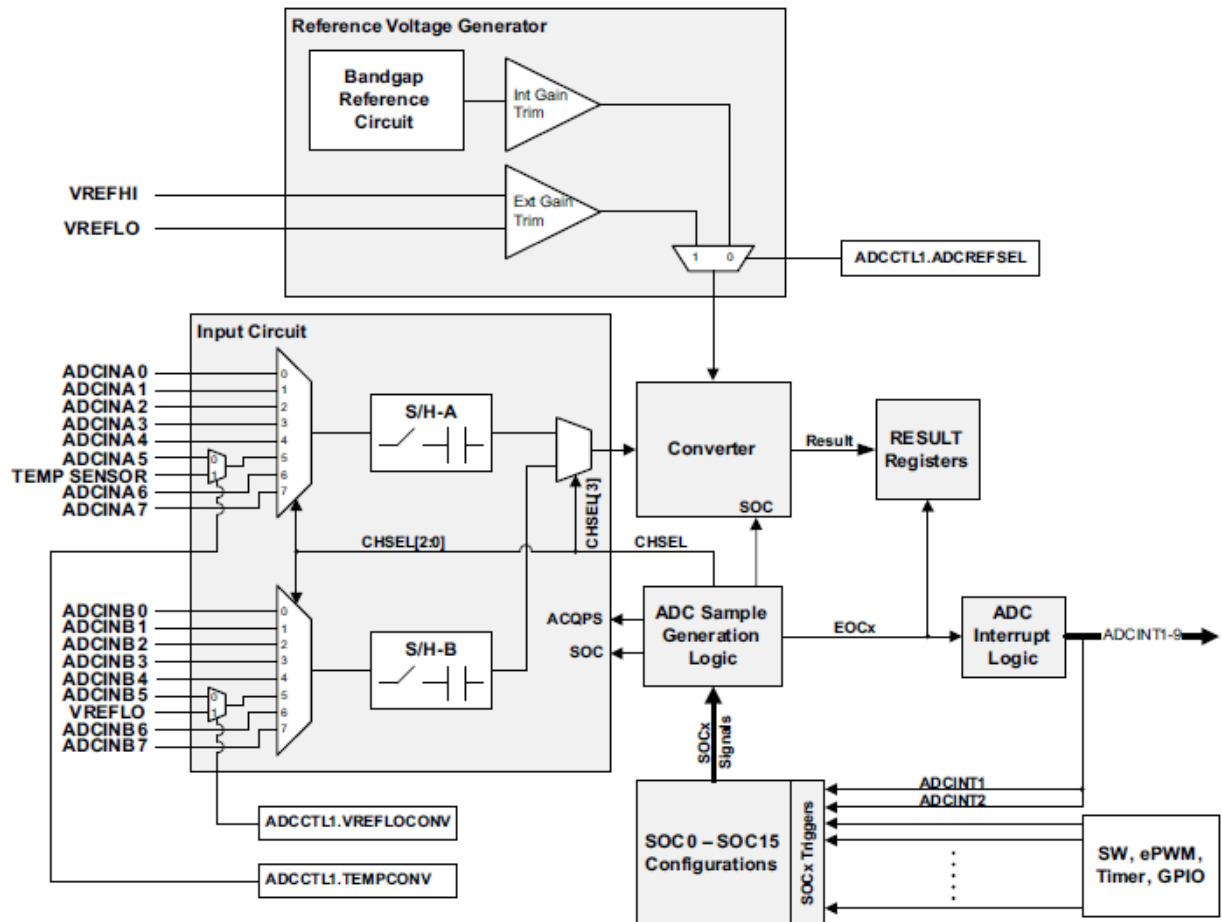 Reference Voltage Generator
Bandgap
Reference
Circuit
Int Gain
Trim
VREFHI
VREFLO
Ext Gain
Trim
1 0
ADCCTL1.ADCREFSEL
Input Circuit
ADCINA0
ADCINA1
ADCINA2
ADCINA3
ADCINA4
ADCINA5
TEMP SENSOR
ADCINA6
ADCINA7
0
1
0
1
2
3
4
5
6
7
S/H-A
Converter
SOC
Result
RESULT
Registers
CHSEL[3]
CHSEL[2:0]
CHSEL
ADCINB0
ADCINB1
ADCINB2
ADCINB3
ADCINB4
ADCINB5
VREFLO
ADCINB6
ADCINB7
0
1
0
1
2
3
4
5
6
7
S/H-B
ACQPS
SOC
ADC Sample
Generation
Logic
EOCx
ADC
Interrupt
Logic
ADCINT1-9
SOCx
Signals
ADCINT1
ADCINT2
ADCCTL1.VREFLOCONV
ADCCTL1.TEMPCONV
SOC0 – SOC15
Configurations
SOCx Triggers
SW, ePWM,
Timer, GPIO